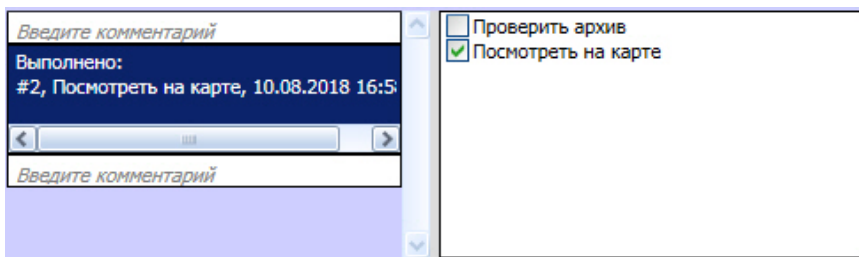 Введите комментарий
Выполнено:
#2, Посмотреть на карте, 10.08.2018 16:5
Введите комментарий
Проверить архив
Посмотреть на карте